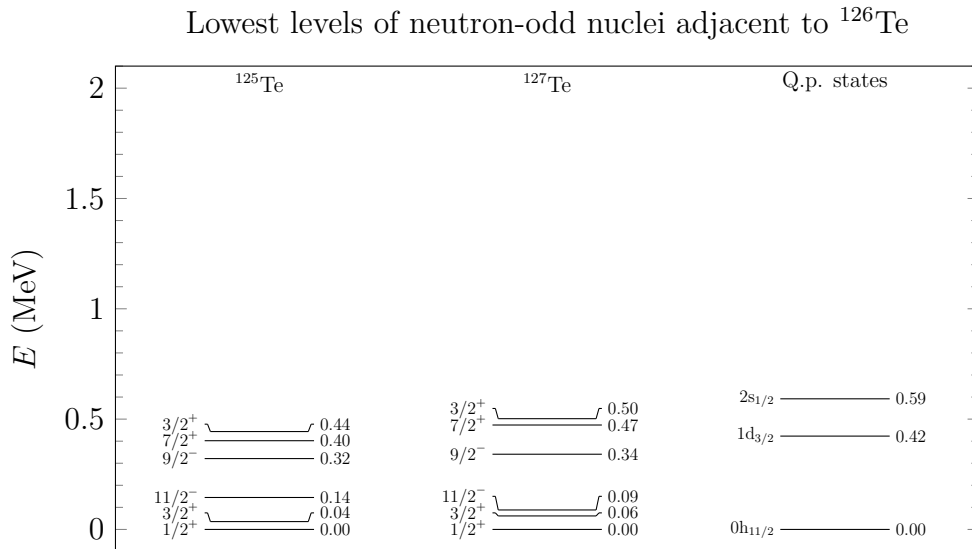 Lowest levels of neutron-odd nuclei adjacent to ¹²⁶Te
¹²⁵Te
¹²⁷Te
Q.p. states
E (MeV)
2
1.5
1
0.5
0
3/2⁺ 0.44
7/2⁺ 0.40
9/2⁻ 0.32
11/2⁻ 0.14
3/2⁺ 0.04
1/2⁺ 0.00
3/2⁺ 0.50
7/2⁺ 0.47
9/2⁻ 0.34
11/2⁻ 0.09
3/2⁺ 0.06
1/2⁺ 0.00
2s₁/₂ 0.59
1d₃/₂ 0.42
0h₁₁/₂ 0.00